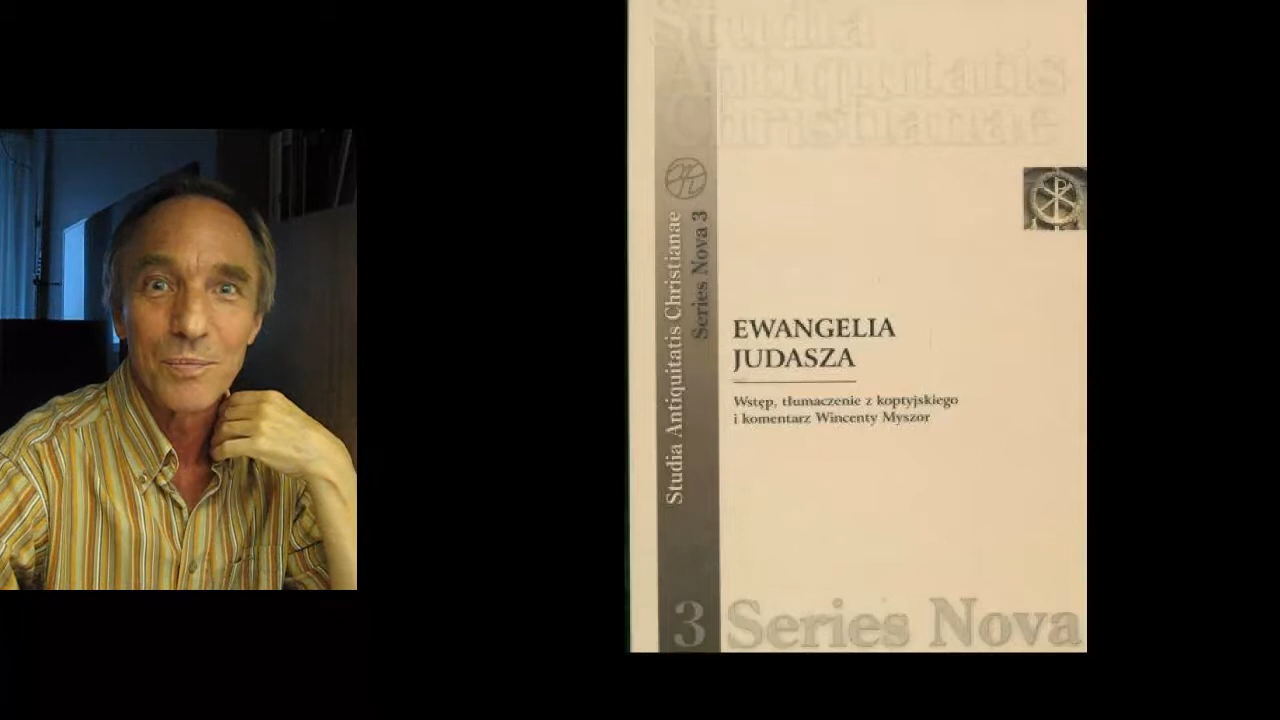 Studia
Antiquitatis
Christianae
Studia Antiquitatis Christianae
Series Nova 3
EWANGELIA
JUDASZA
Wstęp, tłumaczenie z koptyjskiego
i komentarz Wincenty Myszor
3 Series Nova